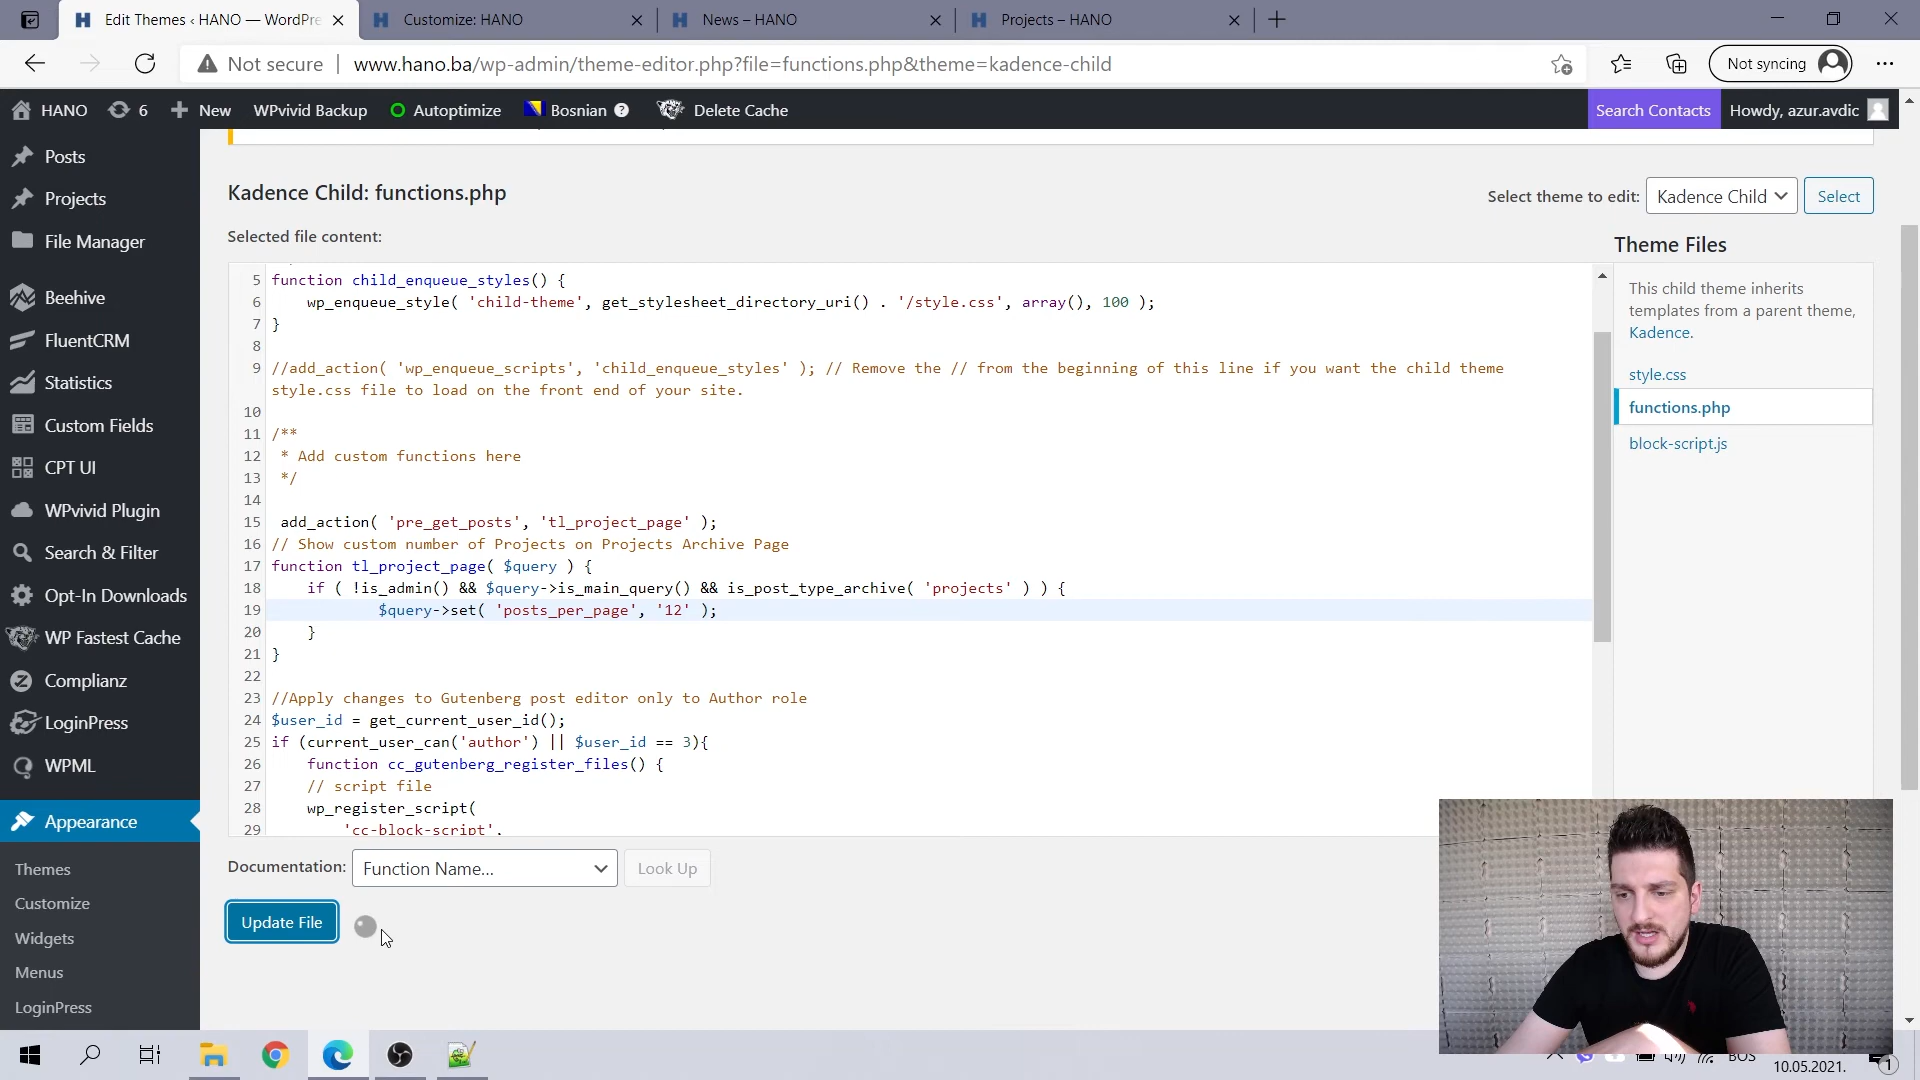 Edit Themes ‹ HANO — WordPre
Customize: HANO
News – HANO
Projects – HANO
Not secure
www.hano.ba/wp-admin/theme-editor.php?file=functions.php&theme=kadence-child
Not syncing
HANO
6
New
WPvivid Backup
Autoptimize
Bosnian
Delete Cache
Search Contacts
Howdy, azur.avdic
Posts
Projects
File Manager
Beehive
FluentCRM
Statistics
Custom Fields
CPT UI
WPvivid Plugin
Search & Filter
Opt-In Downloads
WP Fastest Cache
Complianz
LoginPress
WPML
Appearance
Themes
Customize
Widgets
Menus
LoginPress
Kadence Child: functions.php
Select theme to edit:
Kadence Child
Select
Selected file content:
5 function child_enqueue_styles() {
6 wp_enqueue_style( 'child-theme', get_stylesheet_directory_uri() . '/style.css', array(), 100 );
7 }
8
9 //add_action( 'wp_enqueue_scripts', 'child_enqueue_styles' ); // Remove the // from the beginning of this line if you want the child theme
style.css file to load on the front end of your site.
10
11 /**
12 * Add custom functions here
13 */
14
15 add_action( 'pre_get_posts', 'tl_project_page' );
16 // Show custom number of Projects on Projects Archive Page
17 function tl_project_page( $query ) {
18 if ( !is_admin() && $query->is_main_query() && is_post_type_archive( 'projects' ) ) {
19 $query->set( 'posts_per_page', '12' );
20 }
21 }
22
23 //Apply changes to Gutenberg post editor only to Author role
24 $user_id = get_current_user_id();
25 if (current_user_can('author') || $user_id == 3){
26 function cc_gutenberg_register_files() {
27 // script file
28 wp_register_script(
29 'cc-block-script',
Theme Files
This child theme inherits
templates from a parent theme,
Kadence.
style.css
functions.php
block-script.js
Documentation:
Function Name...
Look Up
Update File
BOS
10.05.2021.
1